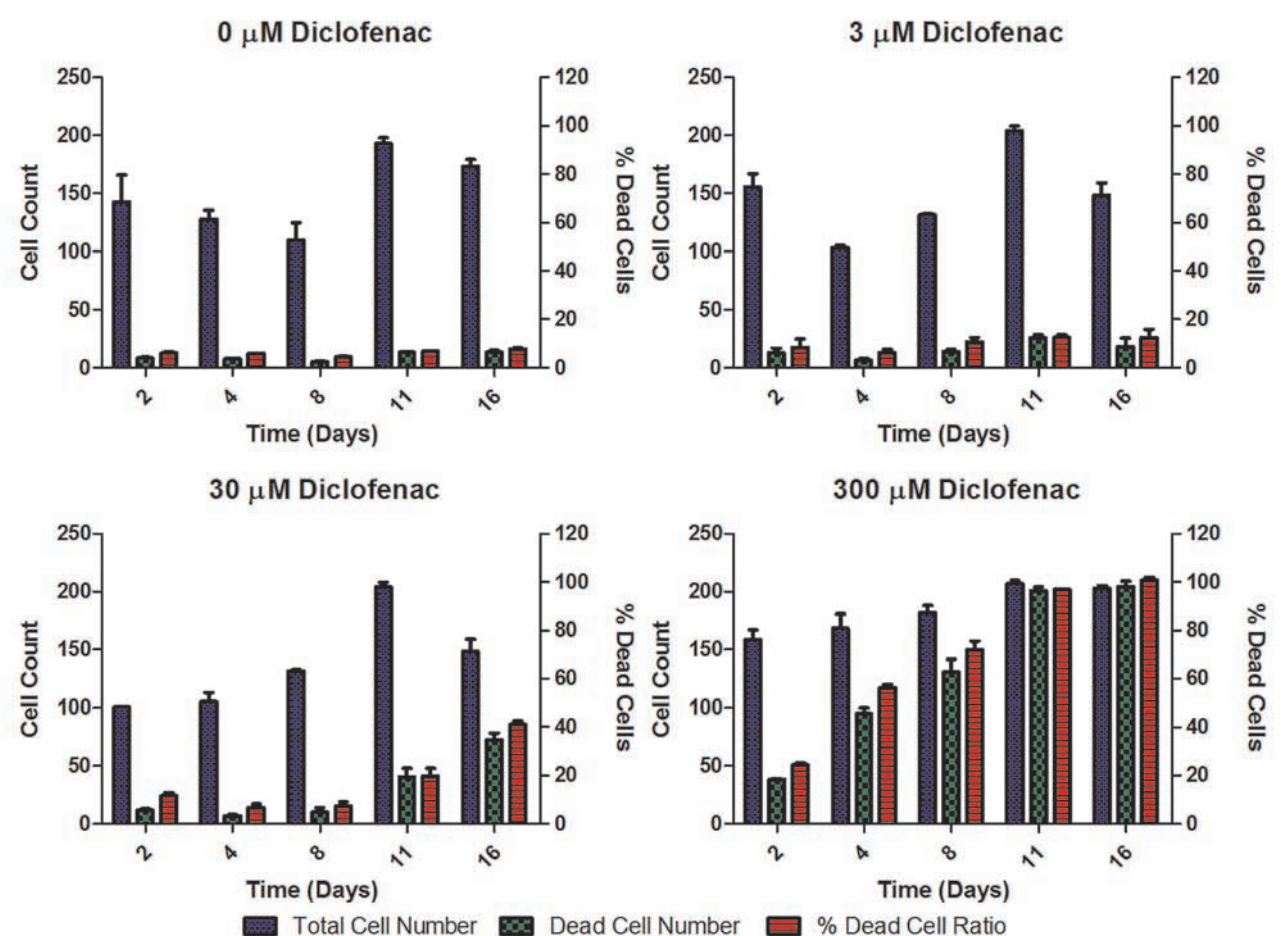 0 μM Diclofenac
250
200
150
100
50
0
Cell Count
120
100
80
60
40
20
0
% Dead Cells
2 4 8 11 16
Time (Days)
3 μM Diclofenac
250
200
150
100
50
0
Cell Count
120
100
80
60
40
20
0
% Dead Cells
2 4 8 11 16
Time (Days)
30 μM Diclofenac
250
200
150
100
50
0
Cell Count
120
100
80
60
40
20
0
% Dead Cells
2 4 8 11 16
Time (Days)
300 μM Diclofenac
250
200
150
100
50
0
Cell Count
120
100
80
60
40
20
0
% Dead Cells
2 4 8 11 16
Time (Days)
Total Cell Number Dead Cell Number % Dead Cell Ratio